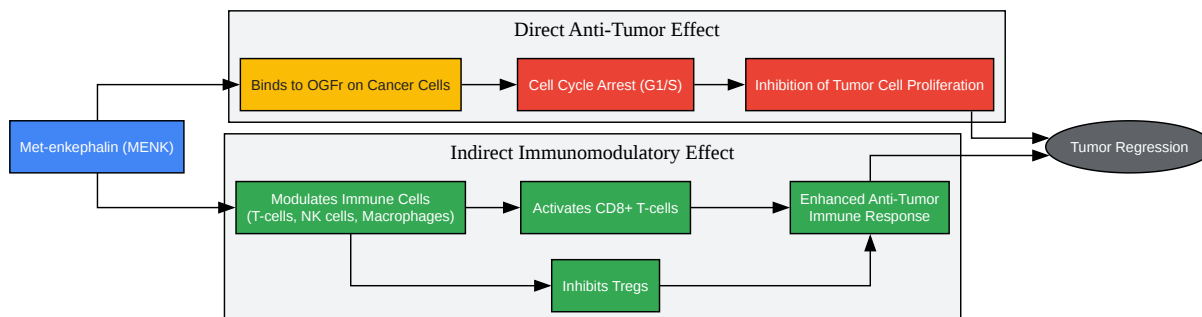 Direct Anti-Tumor Effect
Binds to OGFr on Cancer Cells
Cell Cycle Arrest (G1/S)
Inhibition of Tumor Cell Proliferation
Met-enkephalin (MENK)
Tumor Regression
Indirect Immunomodulatory Effect
Modulates Immune Cells
(T-cells, NK cells, Macrophages)
Activates CD8+ T-cells
Enhanced Anti-Tumor
Immune Response
Inhibits Tregs